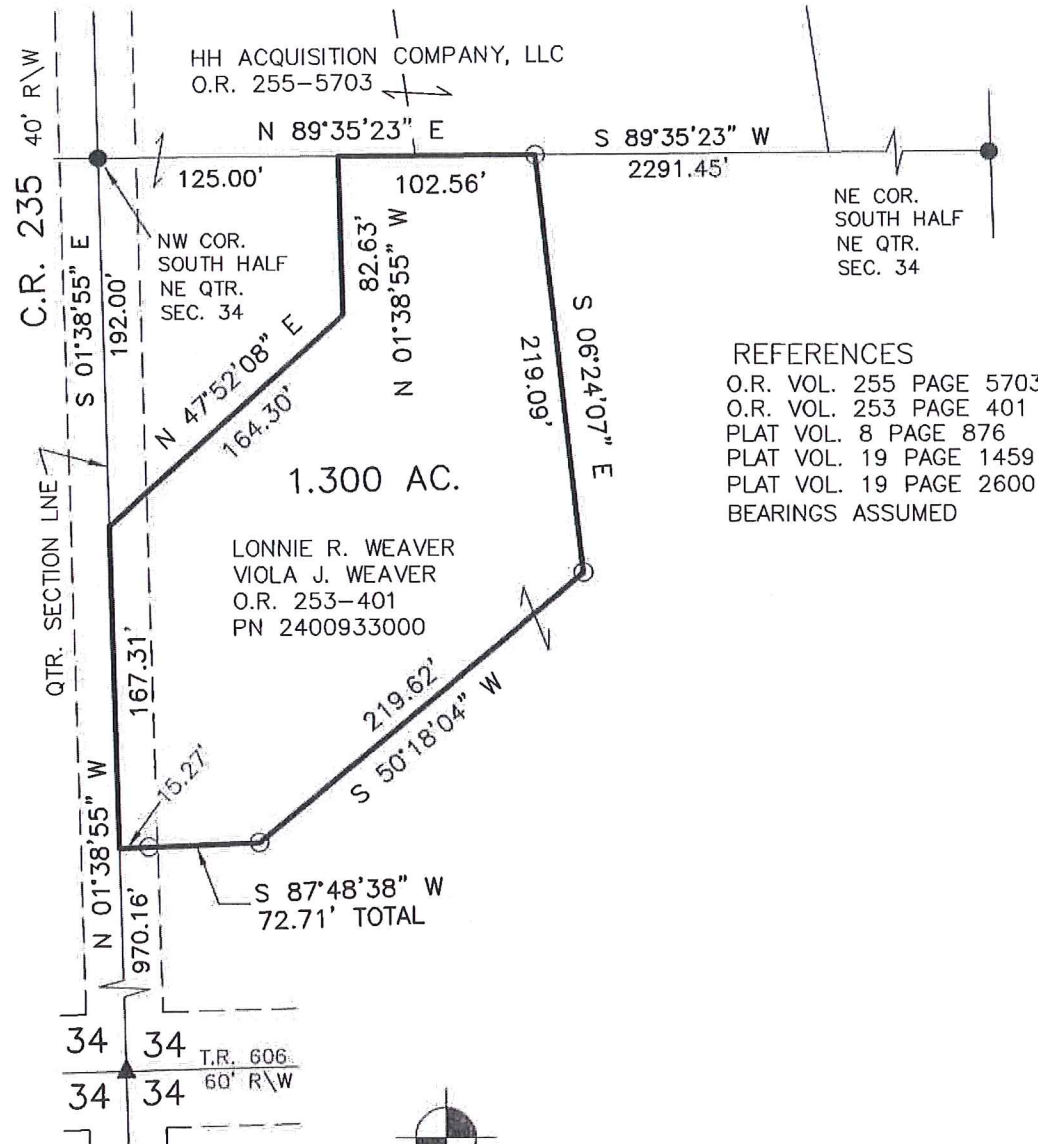 HH ACQUISITION COMPANY, LLC
O.R. 255-5703
40' R\W
C.R. 235
N 89°35'23" E
125.00'
102.56'
S 89°35'23" W
2291.45'
NE COR.
SOUTH HALF
NE QTR.
SEC. 34
NW COR.
SOUTH HALF
NE QTR.
SEC. 34
S 01°38'55" E
192.00'
82.63'
N 01°38'55" W
N 47°52'08" E
164.30'
S 06°24'07" E
219.09'
REFERENCES
O.R. VOL. 255 PAGE 5703
O.R. VOL. 253 PAGE 401
PLAT VOL. 8 PAGE 876
PLAT VOL. 19 PAGE 1459
PLAT VOL. 19 PAGE 2600
BEARINGS ASSUMED
1.300 AC.
LONNIE R. WEAVER
VIOLA J. WEAVER
O.R. 253-401
PN 2400933000
QTR. SECTION LNE
167.31'
219.62'
S 50°18'04" W
15.27'
N 01°38'55" W
970.16'
S 87°48'38" W
72.71' TOTAL
34 34
T.R. 606
60' R\W
34 34